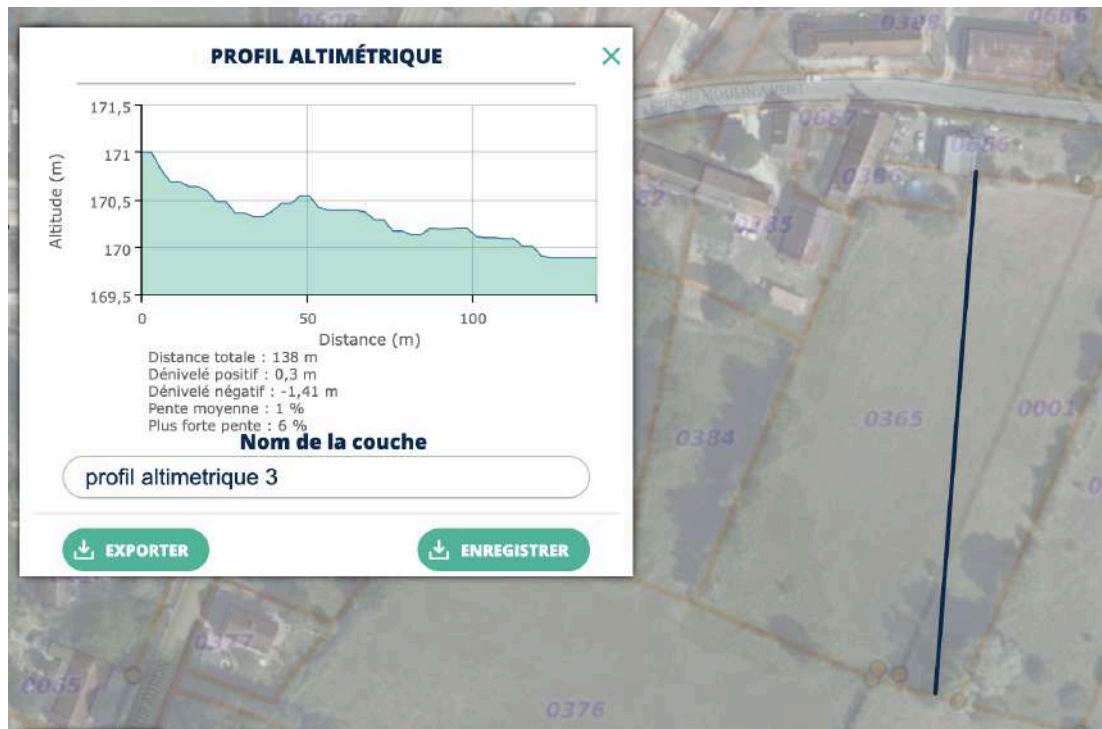 PROFIL ALTIMÉTRIQUE
171,5
171
170,5
170
169,5
Altitude (m)
0
50
100
Distance (m)
Distance totale : 138 m
Dénivelé positif : 0,3 m
Dénivelé négatif : -1,41 m
Pente moyenne : 1 %
Plus forte pente : 6 %
Nom de la couche
profil altimetrique 3
EXPORTER
ENREGISTRER
0666
0667
0386
0365
0001
0384
0377
0376